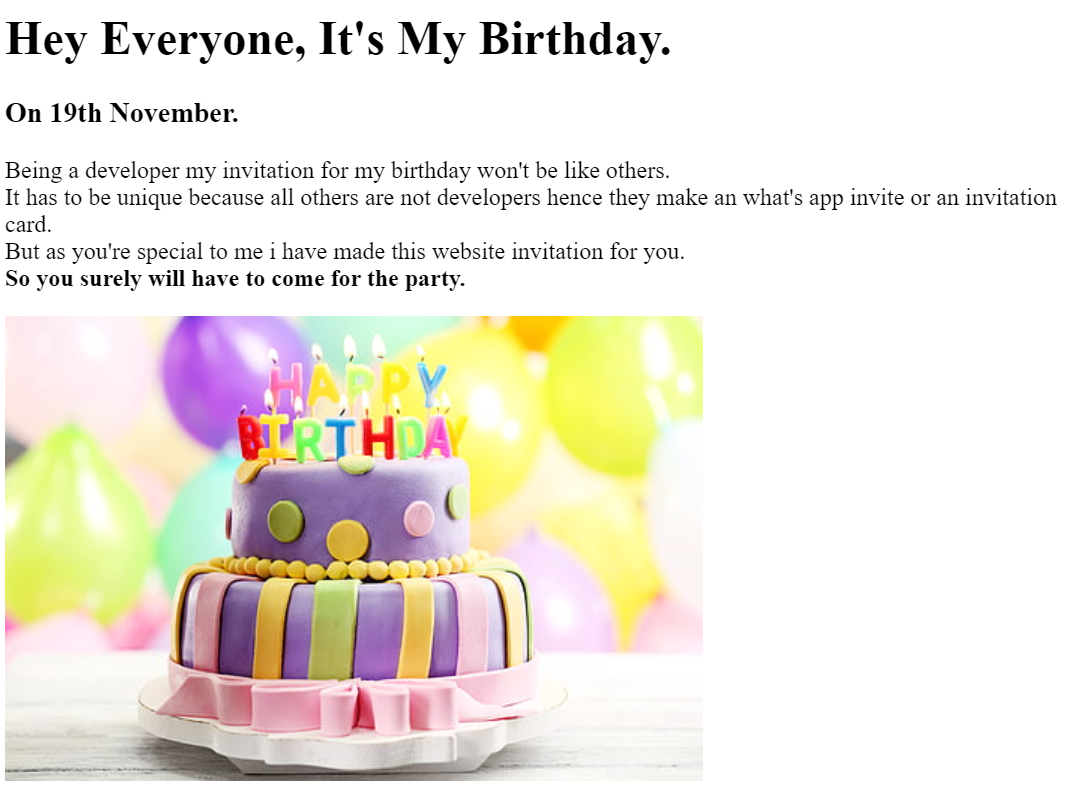 Hey Everyone, It's My Birthday.
On 19th November.
Being a developer my invitation for my birthday won't be like others.
It has to be unique because all others are not developers hence they make an what's app invite or an invitation
card.
But as you're special to me i have made this website invitation for you.
So you surely will have to come for the party.
HAPPY
BIRTHDAY